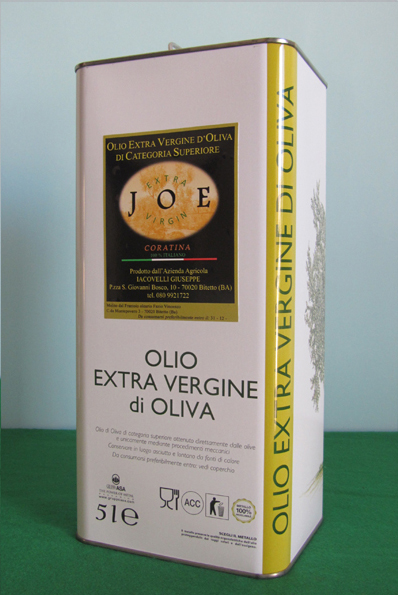 OLIO EXTRA VERGINE D'OLIVA
DI CATEGORIA SUPERIORE
EXTRA
JOE
VIRGIN
CORATINA
100% ITALIANO
Prodotto dall'Azienda Agricola
IACOVELLI GIUSEPPE
P.zza S. Giovanni Bosco, 10 - 70020 Bitetto (BA)
tel. 080 9921722
OLIO
EXTRA VERGINE
di OLIVA
Olio di Oliva di categoria superiore ottenuto direttamente dalle olive
e unicamente mediante procedimenti meccanici
Conservare in luogo asciutto e lontano da fonti di calore
Da consumarsi preferibilmente entro: vedi coperchio
ACC
100%
5l e
OLIO EXTRA VERGINE DI OLIVA